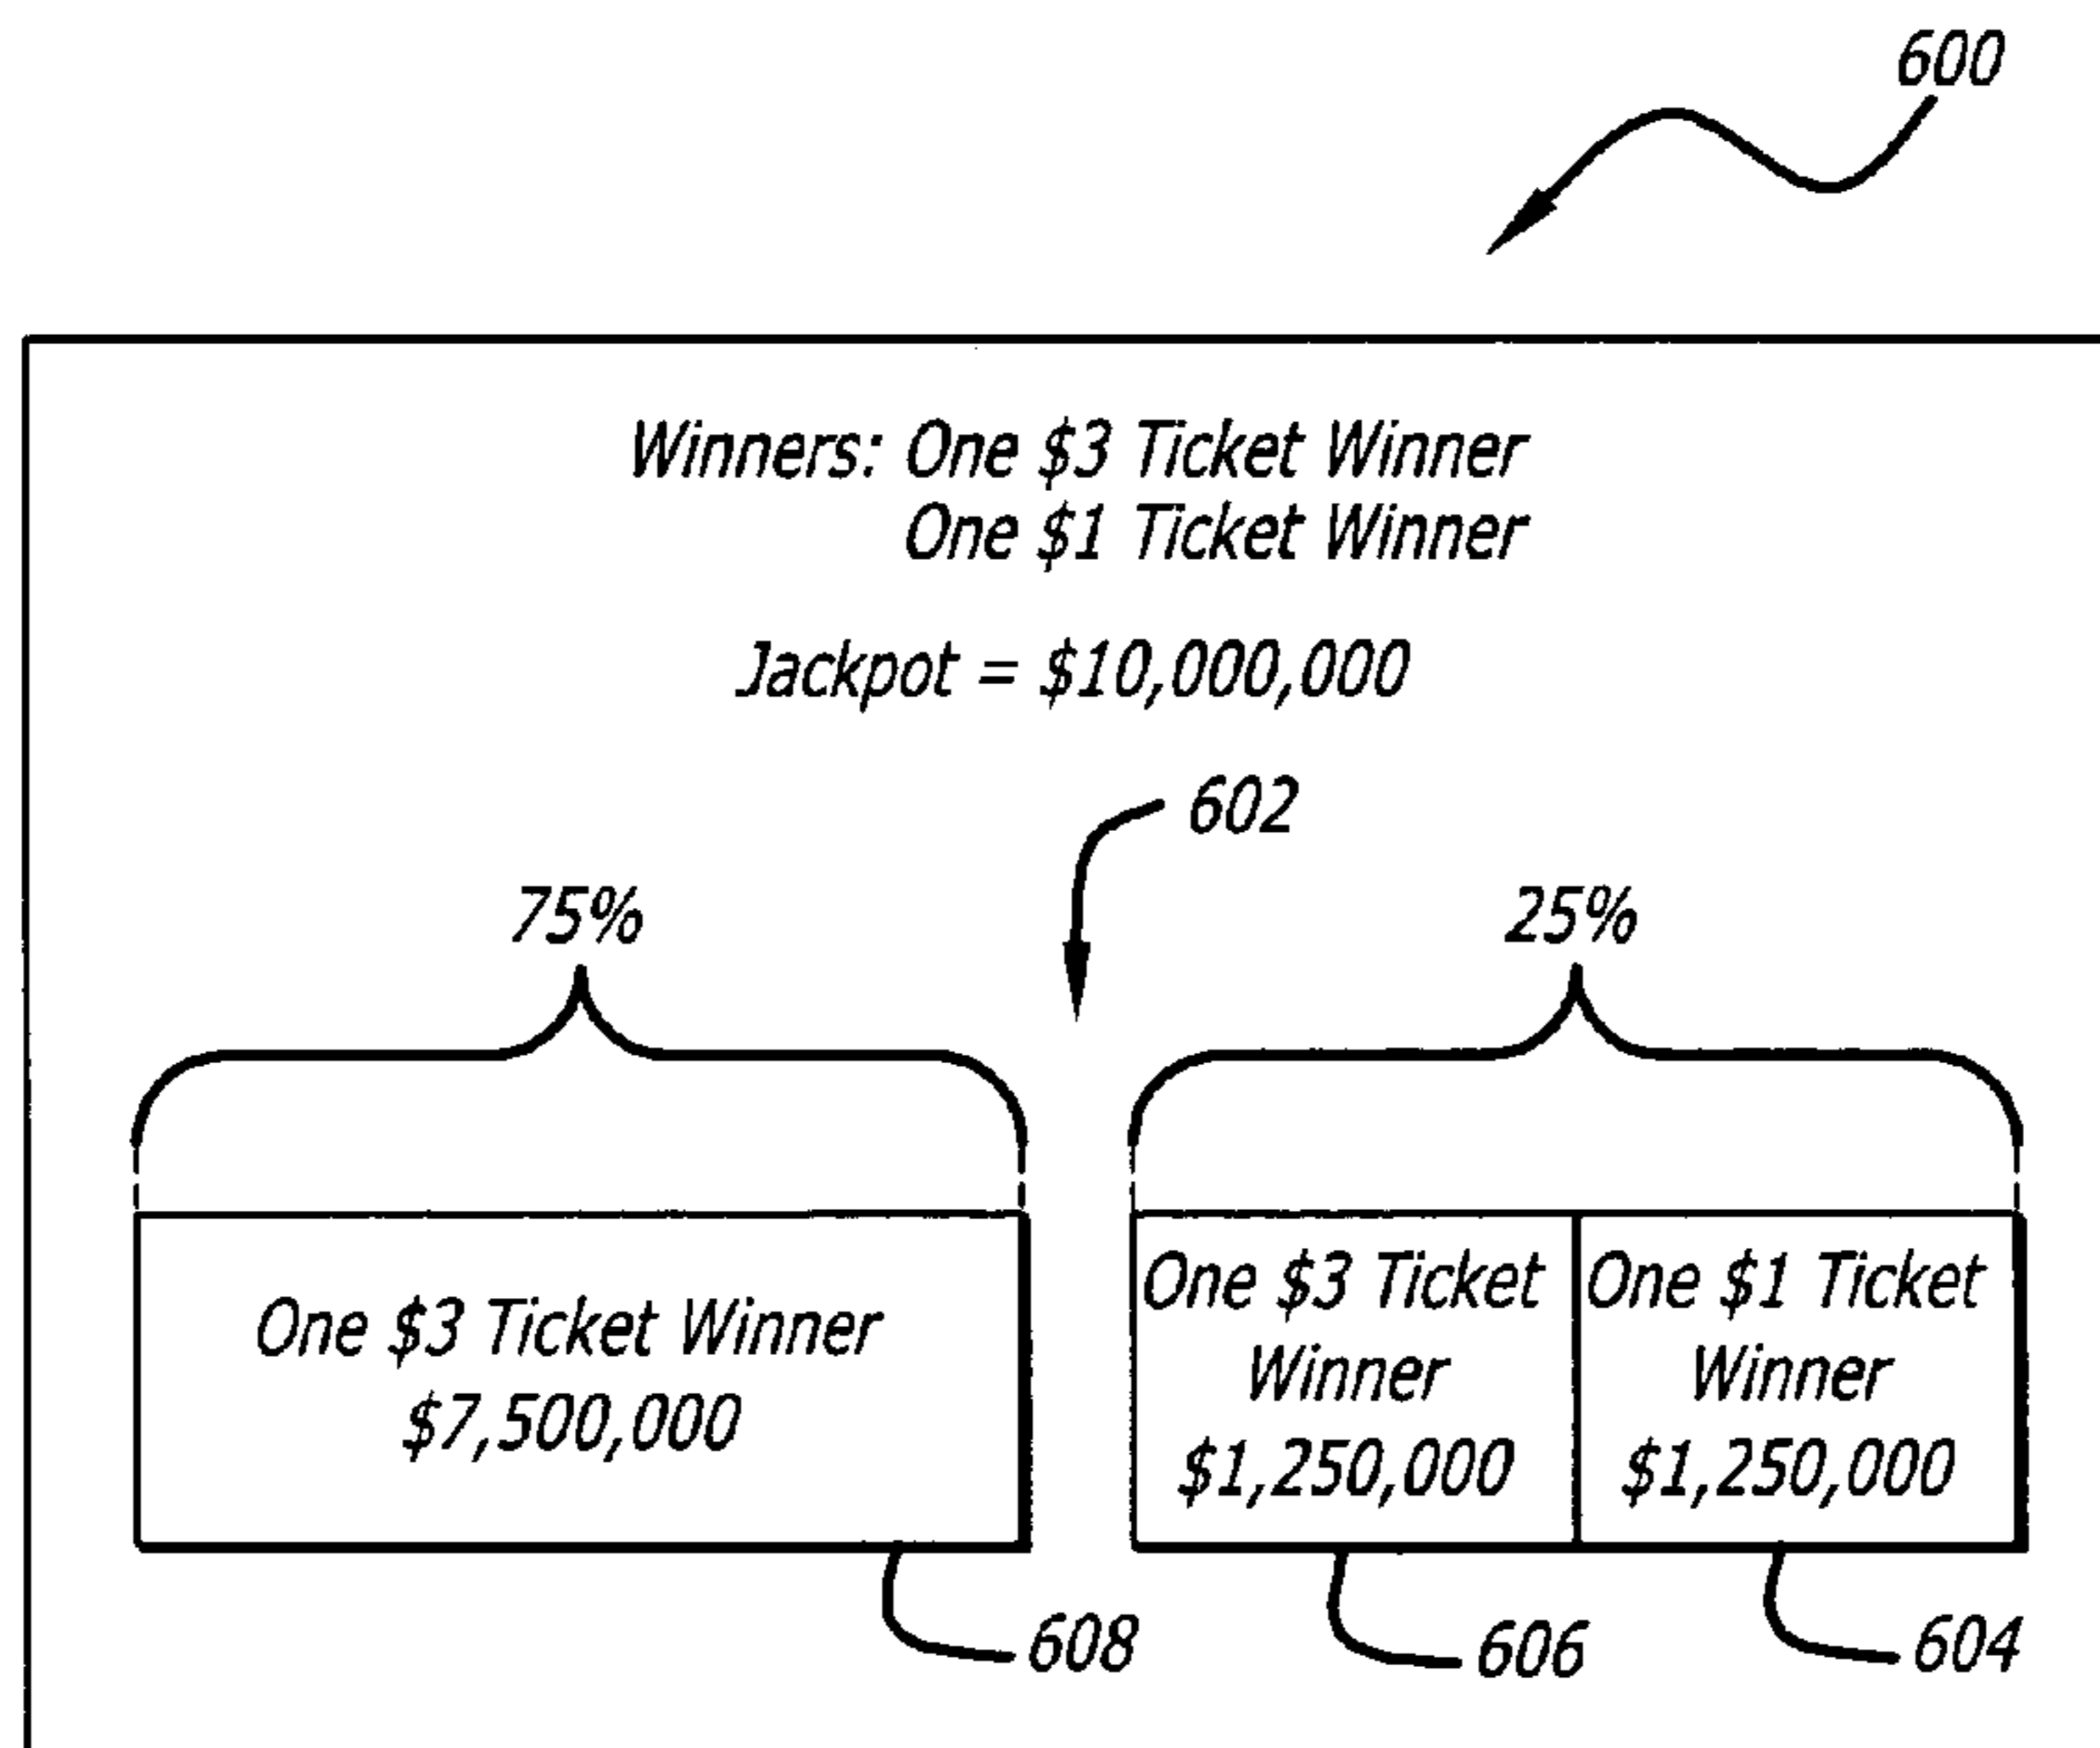 600
Winners: One $3 Ticket Winner
One $1 Ticket Winner
Jackpot = $10,000,000
602
75%
25%
One $3 Ticket Winner
$7,500,000
One $3 Ticket
Winner
$1,250,000
One $1 Ticket
Winner
$1,250,000
608
606
604